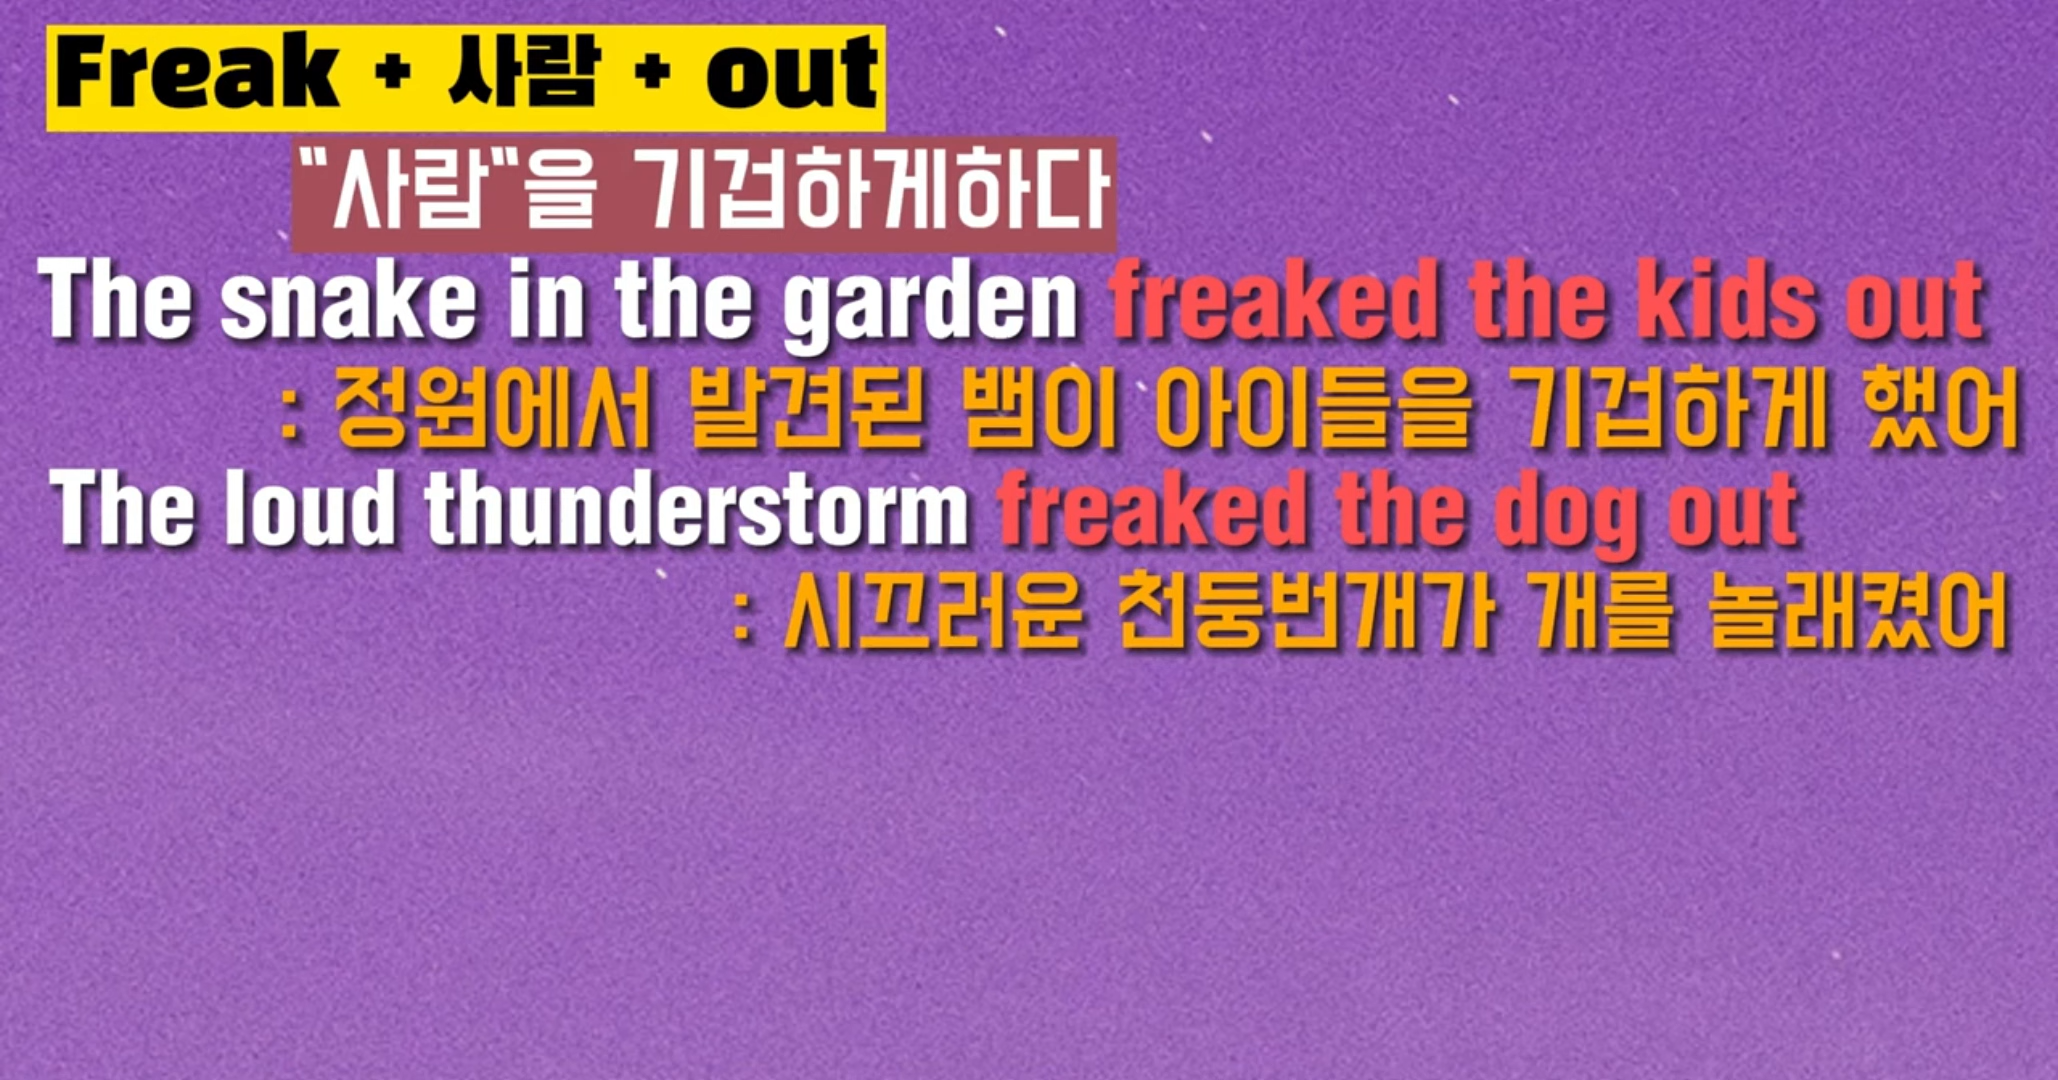 Freak + 사람 + out
"사람"을 기겁하게하다
The snake in the garden freaked the kids out
: 정원에서 발견된 뱀이 아이들을 기겁하게 했어
The loud thunderstorm freaked the dog out
: 시끄러운 천둥번개가 개를 놀래켰어